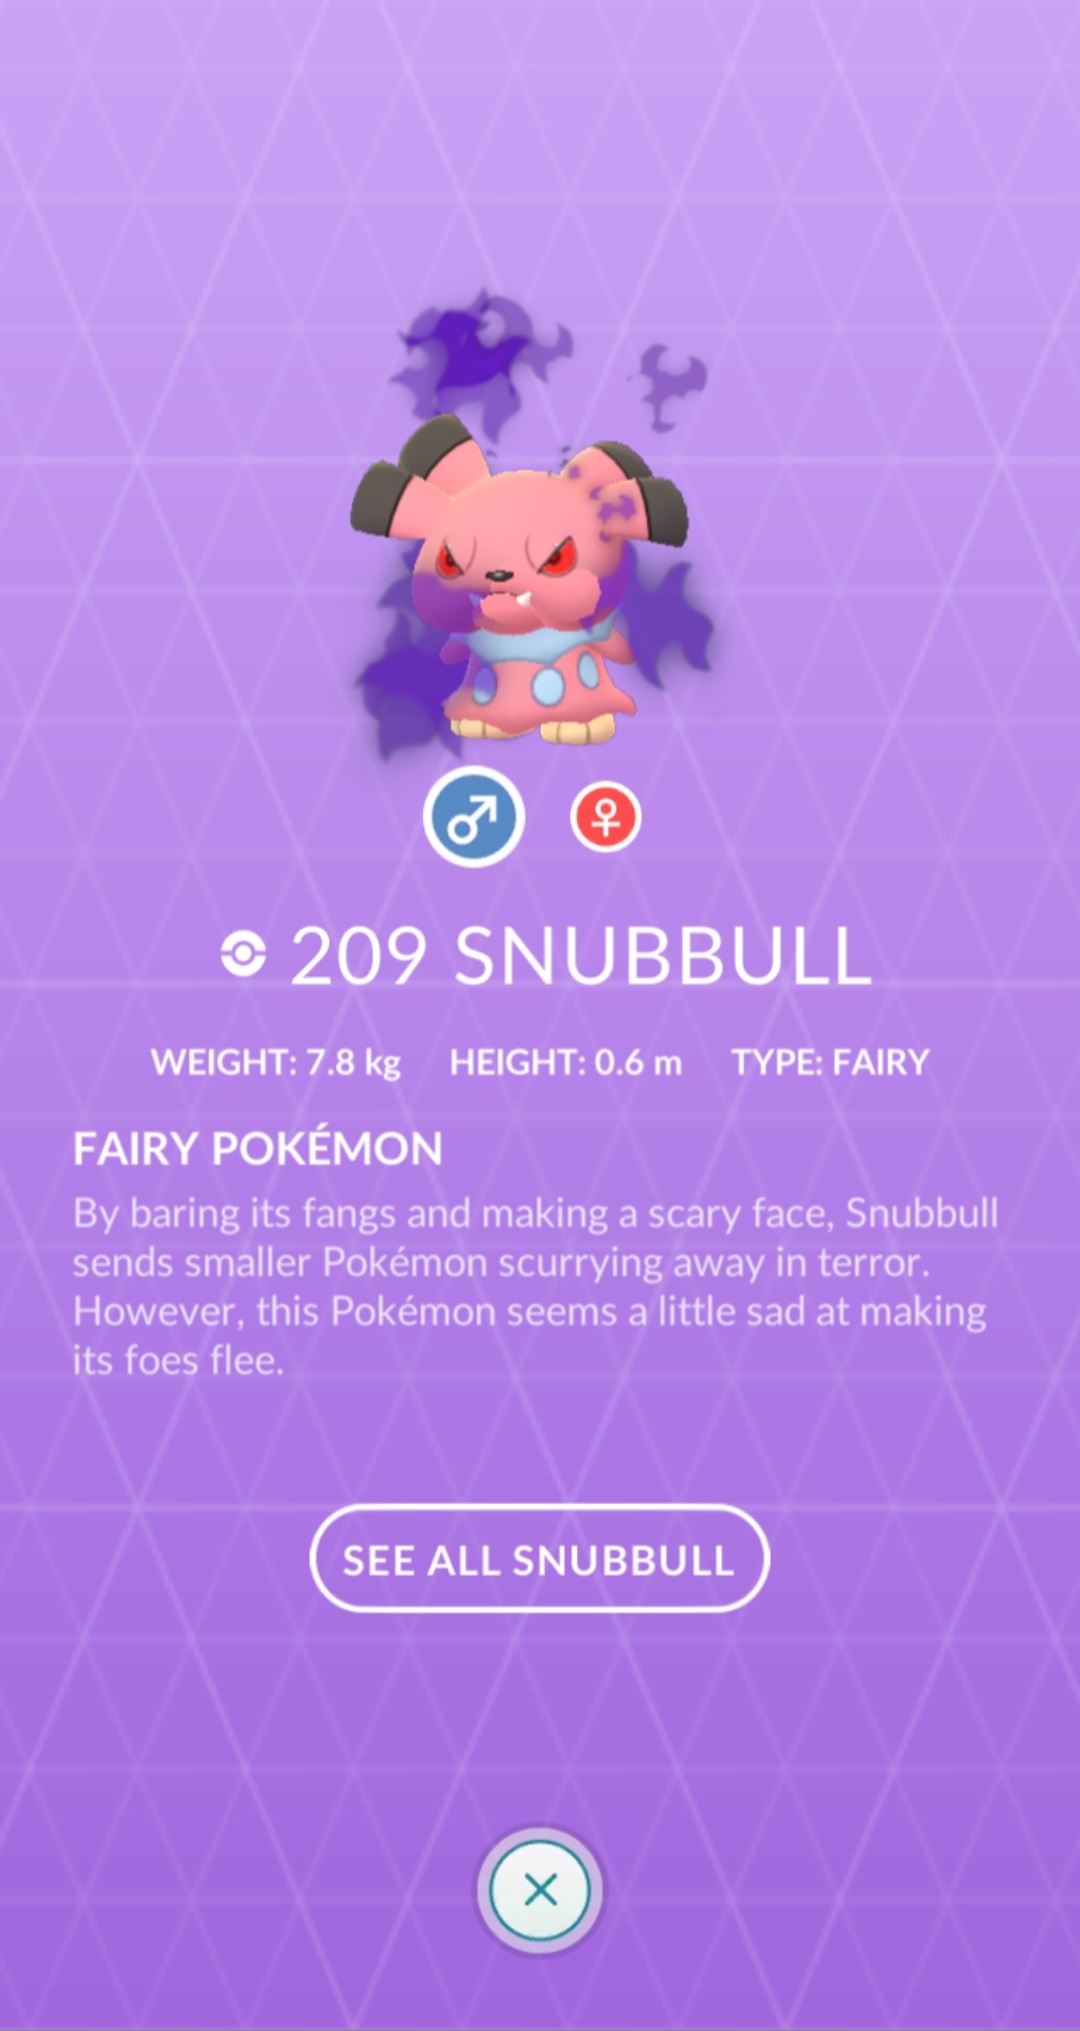 209 SNUBBULL
WEIGHT: 7.8 kg HEIGHT: 0.6 m TYPE: FAIRY
FAIRY POKÉMON
By baring its fangs and making a scary face, Snubbull
sends smaller Pokémon scurrying away in terror.
However, this Pokémon seems a little sad at making
its foes flee.
SEE ALL SNUBBULL